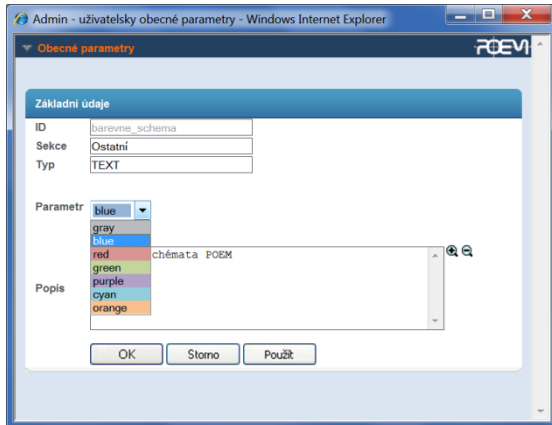 Admin - uživatelsky obecné parametry - Windows Internet Explorer
Obecné parametry
POEM
Základní údaje
ID barevne_schema
Sekce Ostatní
Typ TEXT
Parametr blue
gray
blue
red chémata POEM
green
Popis purple
cyan
orange
OK Storno Použít